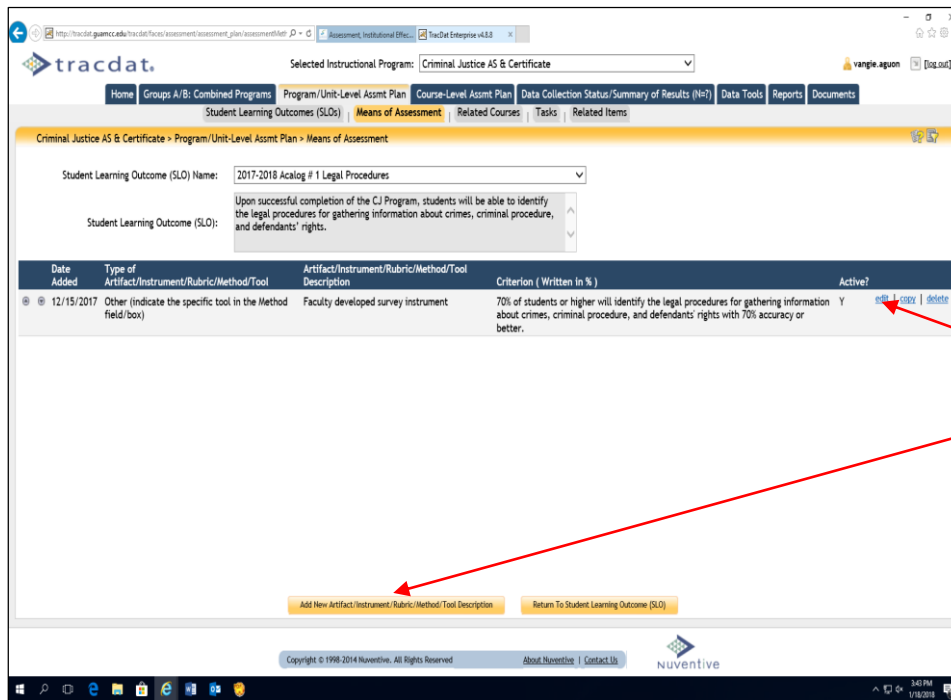 http://tracdat.guamcc.edu/tracdat/faces/assessment/assessment_plan/assessmentMeth
Assessment, Institutional Effec...
TracDat Enterprise v4.8.8
tracdat.
Selected Instructional Program: Criminal Justice AS & Certificate
vangie.aguon [log out]
Home Groups A/B: Combined Programs Program/Unit-Level Assmt Plan Course-Level Assmt Plan Data Collection Status/Summary of Results (N=?) Data Tools Reports Documents
Student Learning Outcomes (SLOs) | Means of Assessment | Related Courses | Tasks | Related Items
Criminal Justice AS & Certificate > Program/Unit-Level Assmt Plan > Means of Assessment
Student Learning Outcome (SLO) Name: 2017-2018 Acalog # 1 Legal Procedures
Upon successful completion of the CJ Program, students will be able to identify
the legal procedures for gathering information about crimes, criminal procedure,
Student Learning Outcome (SLO): and defendants' rights.
Date Added
Type of Artifact/Instrument/Rubric/Method/Tool
Artifact/Instrument/Rubric/Method/Tool Description
Criterion ( Written in % )
Active?
12/15/2017 Other (indicate the specific tool in the Method field/box)
Faculty developed survey instrument
70% of students or higher will identify the legal procedures for gathering information
about crimes, criminal procedure, and defendants' rights with 70% accuracy or
better.
Y
edit | copy | delete
Add New Artifact/Instrument/Rubric/Method/Tool Description
Return To Student Learning Outcome (SLO)
Copyright © 1998-2014 Nuventive. All Rights Reserved
About Nuventive | Contact Us
nuventive
3:43 PM
1/18/2018